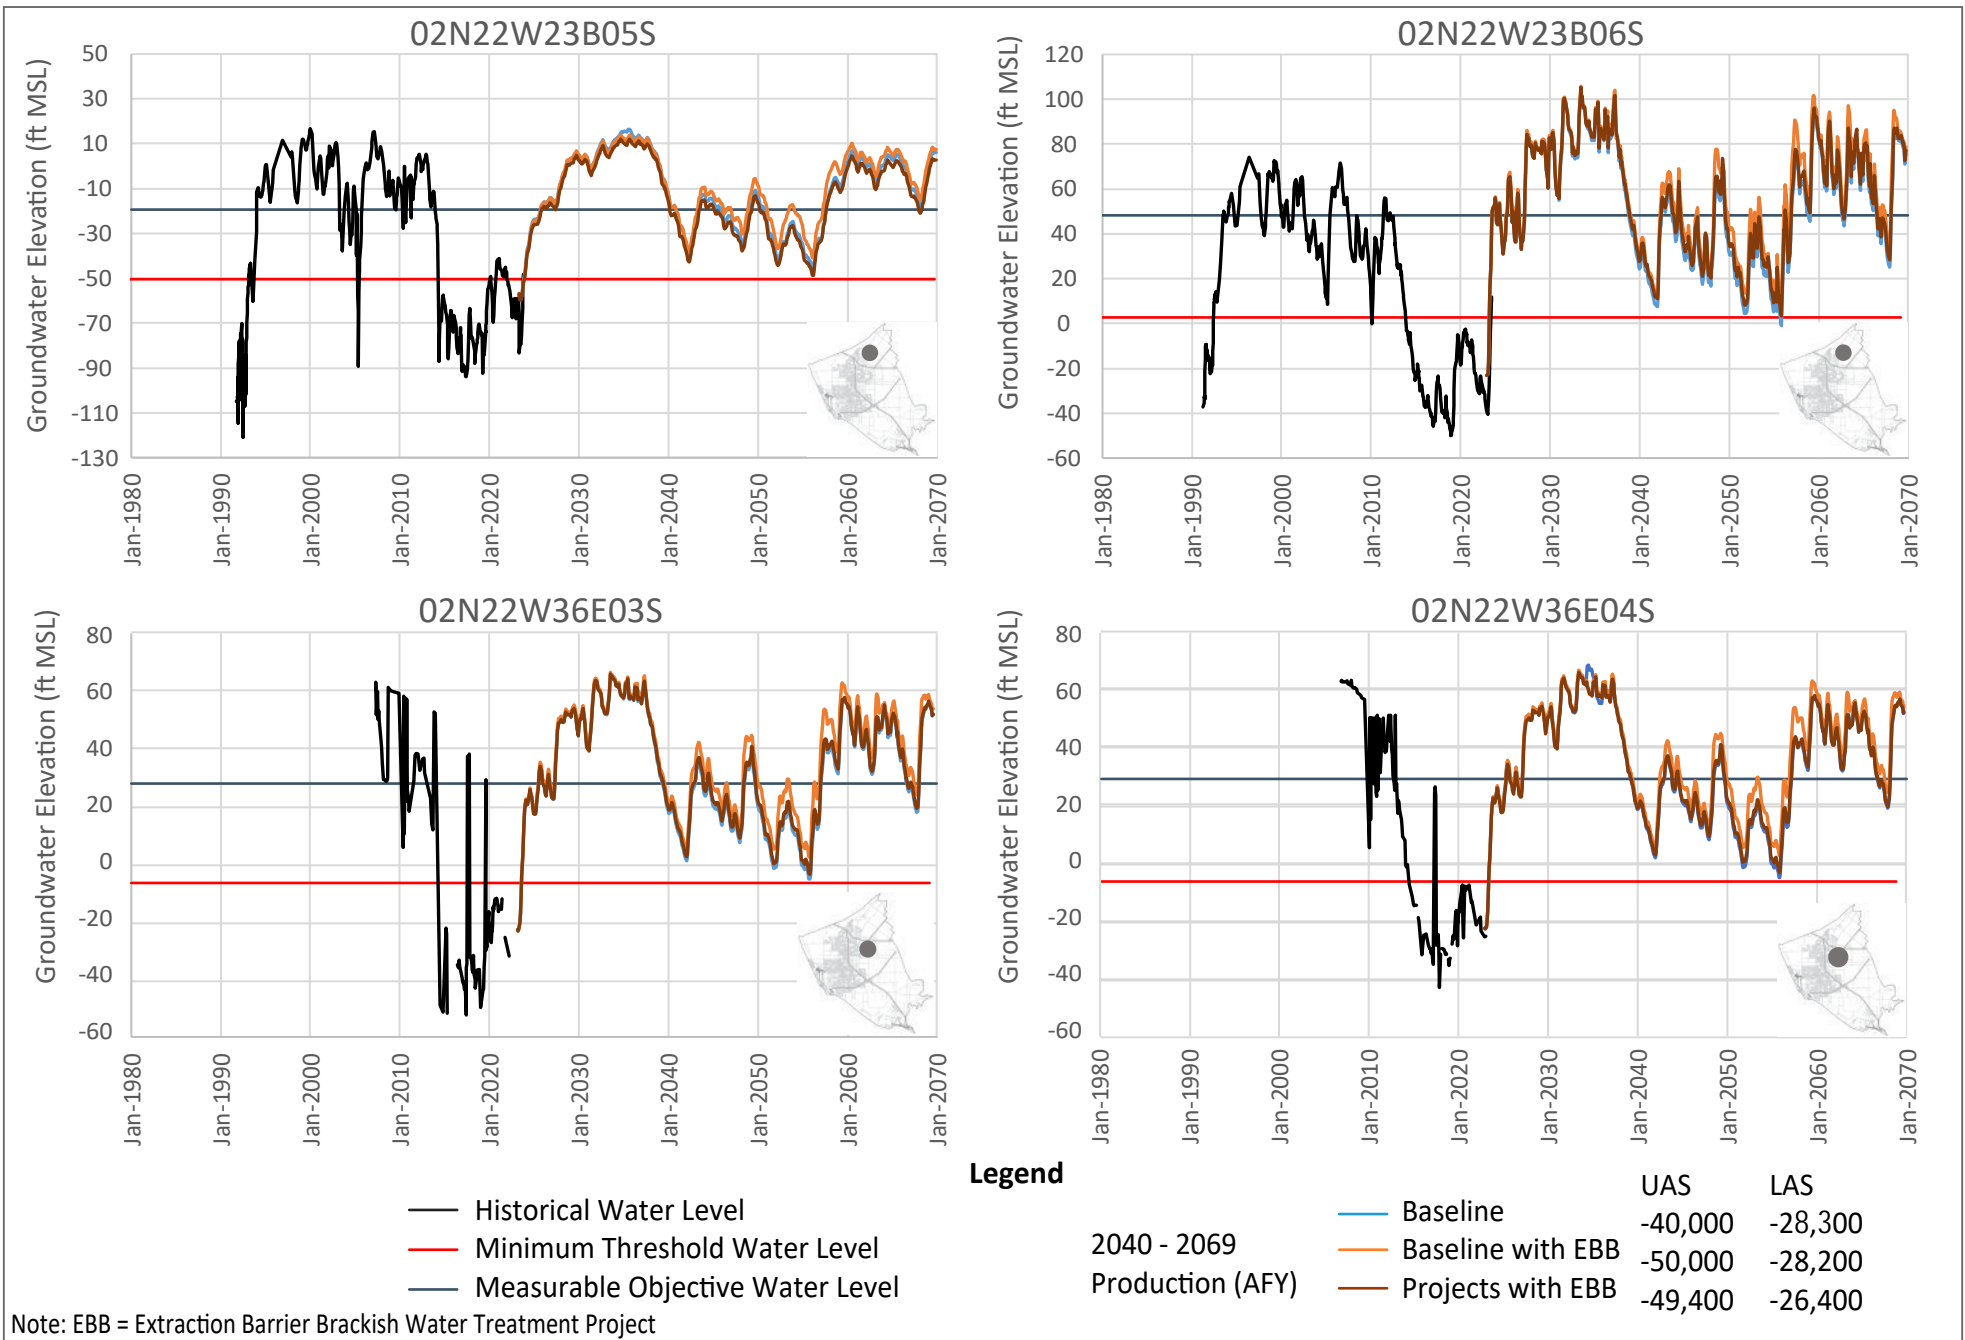 02N22W23B05S
Groundwater Elevation (ft MSL)
50
30
10
-10
-30
-50
-70
-90
-110
-130
Jan-1980
Jan-1990
Jan-2000
Jan-2010
Jan-2020
Jan-2030
Jan-2040
Jan-2050
Jan-2060
Jan-2070
02N22W23B06S
Groundwater Elevation (ft MSL)
120
100
80
60
40
20
0
-20
-40
-60
Jan-1980
Jan-1990
Jan-2000
Jan-2010
Jan-2020
Jan-2030
Jan-2040
Jan-2050
Jan-2060
Jan-2070
02N22W36E03S
Groundwater Elevation (ft MSL)
80
60
40
20
0
-20
-40
-60
Jan-1980
Jan-1990
Jan-2000
Jan-2010
Jan-2020
Jan-2030
Jan-2040
Jan-2050
Jan-2060
Jan-2070
02N22W36E04S
Groundwater Elevation (ft MSL)
80
60
40
20
0
-20
-40
-60
Jan-1980
Jan-1990
Jan-2000
Jan-2010
Jan-2020
Jan-2030
Jan-2040
Jan-2050
Jan-2060
Jan-2070
Legend
Historical Water Level
Minimum Threshold Water Level
Measurable Objective Water Level
2040 - 2069
Production (AFY)
UAS LAS
Baseline -40,000 -28,300
Baseline with EBB -50,000 -28,200
Projects with EBB -49,400 -26,400
Note: EBB = Extraction Barrier Brackish Water Treatment Project